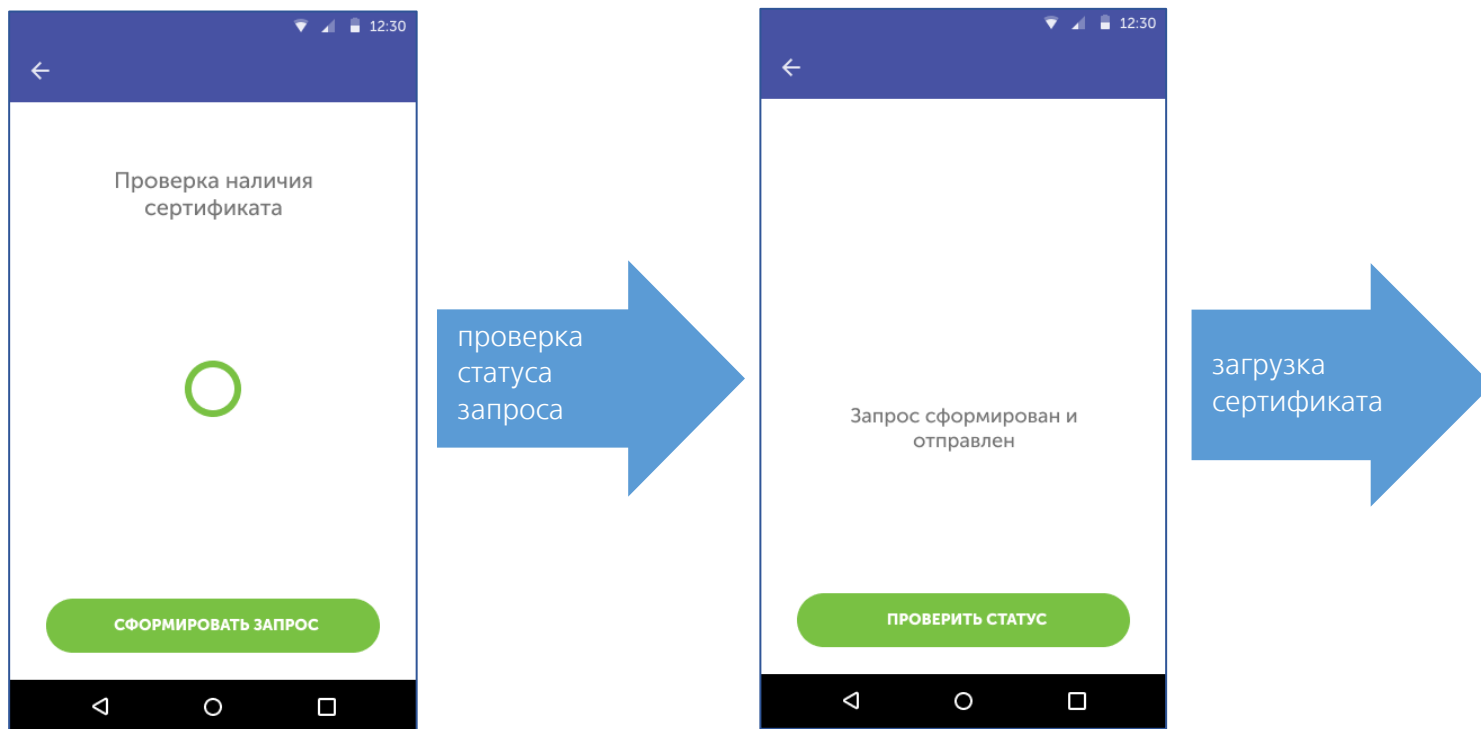 12:30
Проверка наличия
сертификата
СФОРМИРОВАТЬ ЗАПРОС
проверка
статуса
запроса
12:30
Запрос сформирован и
отправлен
ПРОВЕРИТЬ СТАТУС
загрузка
сертификата